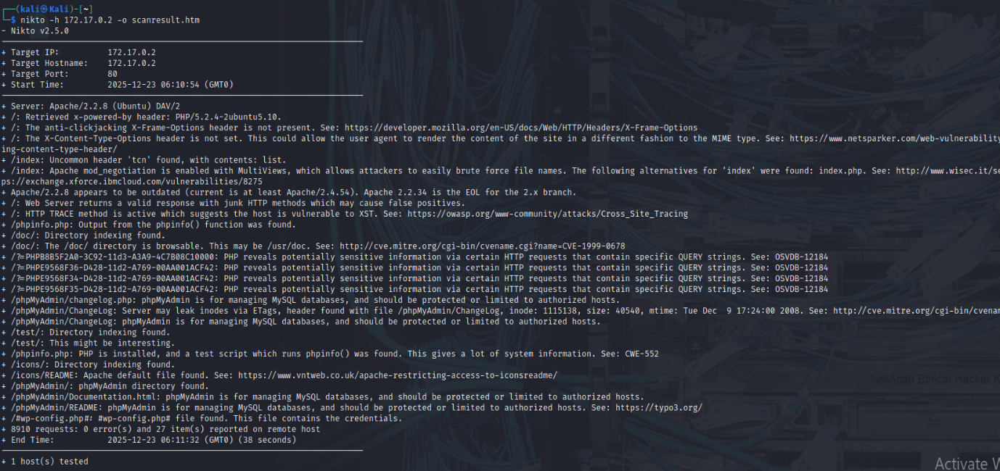 ┌──(kali㉿Kali)-[~]
└─$ nikto -h 172.17.0.2 -o scanresult.htm
- Nikto v2.5.0
+ Target IP:          172.17.0.2
+ Target Hostname:    172.17.0.2
+ Target Port:        80
+ Start Time:         2025-12-23 06:10:54 (GMT0)
+ Server: Apache/2.2.8 (Ubuntu) DAV/2
+ /: Retrieved x-powered-by header: PHP/5.2.4-2ubuntu5.10.
+ /: The anti-clickjacking X-Frame-Options header is not present. See: https://developer.mozilla.org/en-US/docs/Web/HTTP/Headers/X-Frame-Options
+ /: The X-Content-Type-Options header is not set. This could allow the user agent to render the content of the site in a different fashion to the MIME type. See: https://www.netsparker.com/web-vulnerability
ing-content-type-header/
+ /index: Uncommon header 'tcn' found, with contents: list.
+ /index: Apache mod_negotiation is enabled with MultiViews, which allows attackers to easily brute force file names. The following alternatives for 'index' were found: index.php. See: http://www.wisec.it/se
ps://exchange.xforce.ibmcloud.com/vulnerabilities/8275
+ Apache/2.2.8 appears to be outdated (current is at least Apache/2.4.54). Apache 2.2.34 is the EOL for the 2.x branch.
+ /: Web Server returns a valid response with junk HTTP methods which may cause false positives.
+ /: HTTP TRACE method is active which suggests the host is vulnerable to XST. See: https://owasp.org/www-community/attacks/Cross_Site_Tracing
+ /phpinfo.php: Output from the phpinfo() function was found.
+ /doc/: Directory indexing found.
+ /doc/: The /doc/ directory is browsable. This may be /usr/doc. See: http://cve.mitre.org/cgi-bin/cvename.cgi?name=CVE-1999-0678
+ /?=PHPB8B5F2A0-3C92-11d3-A3A9-4C7B08C10000: PHP reveals potentially sensitive information via certain HTTP requests that contain specific QUERY strings. See: OSVDB-12184
+ /?=PHPE9568F36-D428-11d2-A769-00AA001ACF42: PHP reveals potentially sensitive information via certain HTTP requests that contain specific QUERY strings. See: OSVDB-12184
+ /?=PHPE9568F34-D428-11d2-A769-00AA001ACF42: PHP reveals potentially sensitive information via certain HTTP requests that contain specific QUERY strings. See: OSVDB-12184
+ /?=PHPE9568F35-D428-11d2-A769-00AA001ACF42: PHP reveals potentially sensitive information via certain HTTP requests that contain specific QUERY strings. See: OSVDB-12184
+ /phpMyAdmin/changelog.php: phpMyAdmin is for managing MySQL databases, and should be protected or limited to authorized hosts.
+ /phpMyAdmin/ChangeLog: Server may leak inodes via ETags, header found with file /phpMyAdmin/ChangeLog, inode: 1115138, size: 40540, mtime: Tue Dec  9 17:24:00 2008. See: http://cve.mitre.org/cgi-bin/cvenam
+ /phpMyAdmin/ChangeLog: phpMyAdmin is for managing MySQL databases, and should be protected or limited to authorized hosts.
+ /test/: Directory indexing found.
+ /test/: This might be interesting.
+ /phpinfo.php: PHP is installed, and a test script which runs phpinfo() was found. This gives a lot of system information. See: CWE-552
+ /icons/: Directory indexing found.
+ /icons/README: Apache default file found. See: https://www.vntweb.co.uk/apache-restricting-access-to-iconsreadme/
+ /phpMyAdmin/: phpMyAdmin directory found.
+ /phpMyAdmin/Documentation.html: phpMyAdmin is for managing MySQL databases, and should be protected or limited to authorized hosts.
+ /phpMyAdmin/README: phpMyAdmin is for managing MySQL databases, and should be protected or limited to authorized hosts. See: https://typo3.org/
+ /#wp-config.php#: #wp-config.php# file found. This file contains the credentials.
+ 8910 requests: 0 error(s) and 27 item(s) reported on remote host
+ End Time:           2025-12-23 06:11:32 (GMT0) (38 seconds)
+ 1 host(s) tested
NetAcad Ethical Hacker K
Activate W